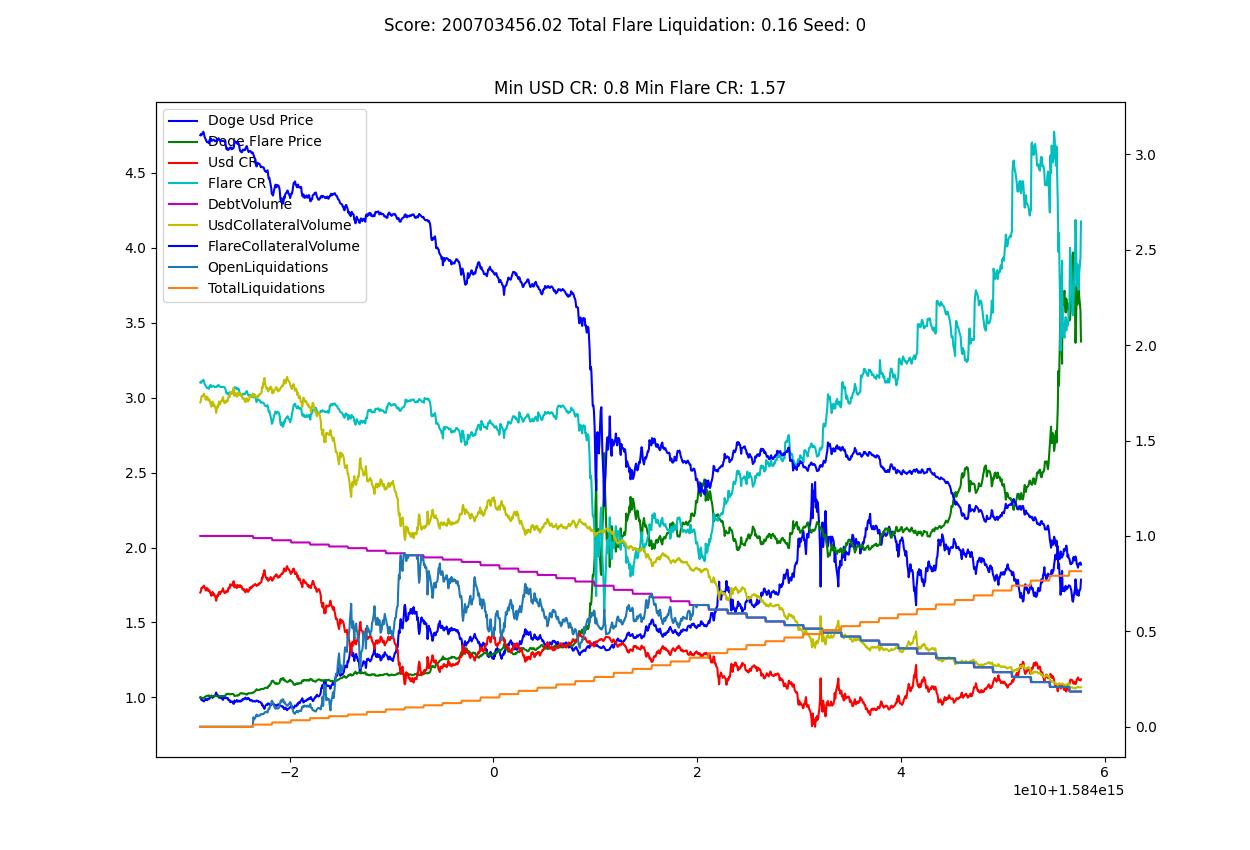 Score: 200703456.02 Total Flare Liquidation: 0.16 Seed: 0
Min USD CR: 0.8 Min Flare CR: 1.57
Doge Usd Price
Doge Flare Price
Usd CR
Flare CR
DebtVolume
UsdCollateralVolume
FlareCollateralVolume
OpenLiquidations
TotalLiquidations
4.5
4.0
3.5
3.0
2.5
2.0
1.5
1.0
3.0
2.5
2.0
1.5
1.0
0.5
0.0
−2
0
2
4
6
1e10+1.584e15